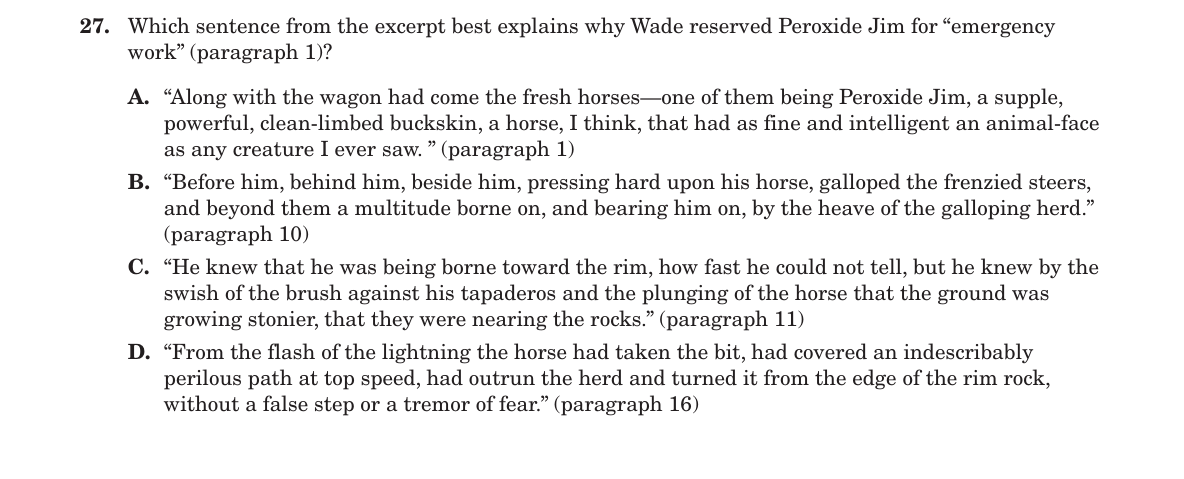 27. Which sentence from the excerpt best explains why Wade reserved Peroxide Jim for “emergency
work” (paragraph 1)?
A. “Along with the wagon had come the fresh horses—one of them being Peroxide Jim, a supple,
powerful, clean-limbed buckskin, a horse, I think, that had as fine and intelligent an animal-face
as any creature I ever saw. ” (paragraph 1)
B. “Before him, behind him, beside him, pressing hard upon his horse, galloped the frenzied steers,
and beyond them a multitude borne on, and bearing him on, by the heave of the galloping herd.”
(paragraph 10)
C. “He knew that he was being borne toward the rim, how fast he could not tell, but he knew by the
swish of the brush against his tapaderos and the plunging of the horse that the ground was
growing stonier, that they were nearing the rocks.” (paragraph 11)
D. “From the flash of the lightning the horse had taken the bit, had covered an indescribably
perilous path at top speed, had outrun the herd and turned it from the edge of the rim rock,
without a false step or a tremor of fear.” (paragraph 16)